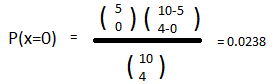 P(x=0) = (5 0) (10-5 4-0) / (10 4) = 0.0238